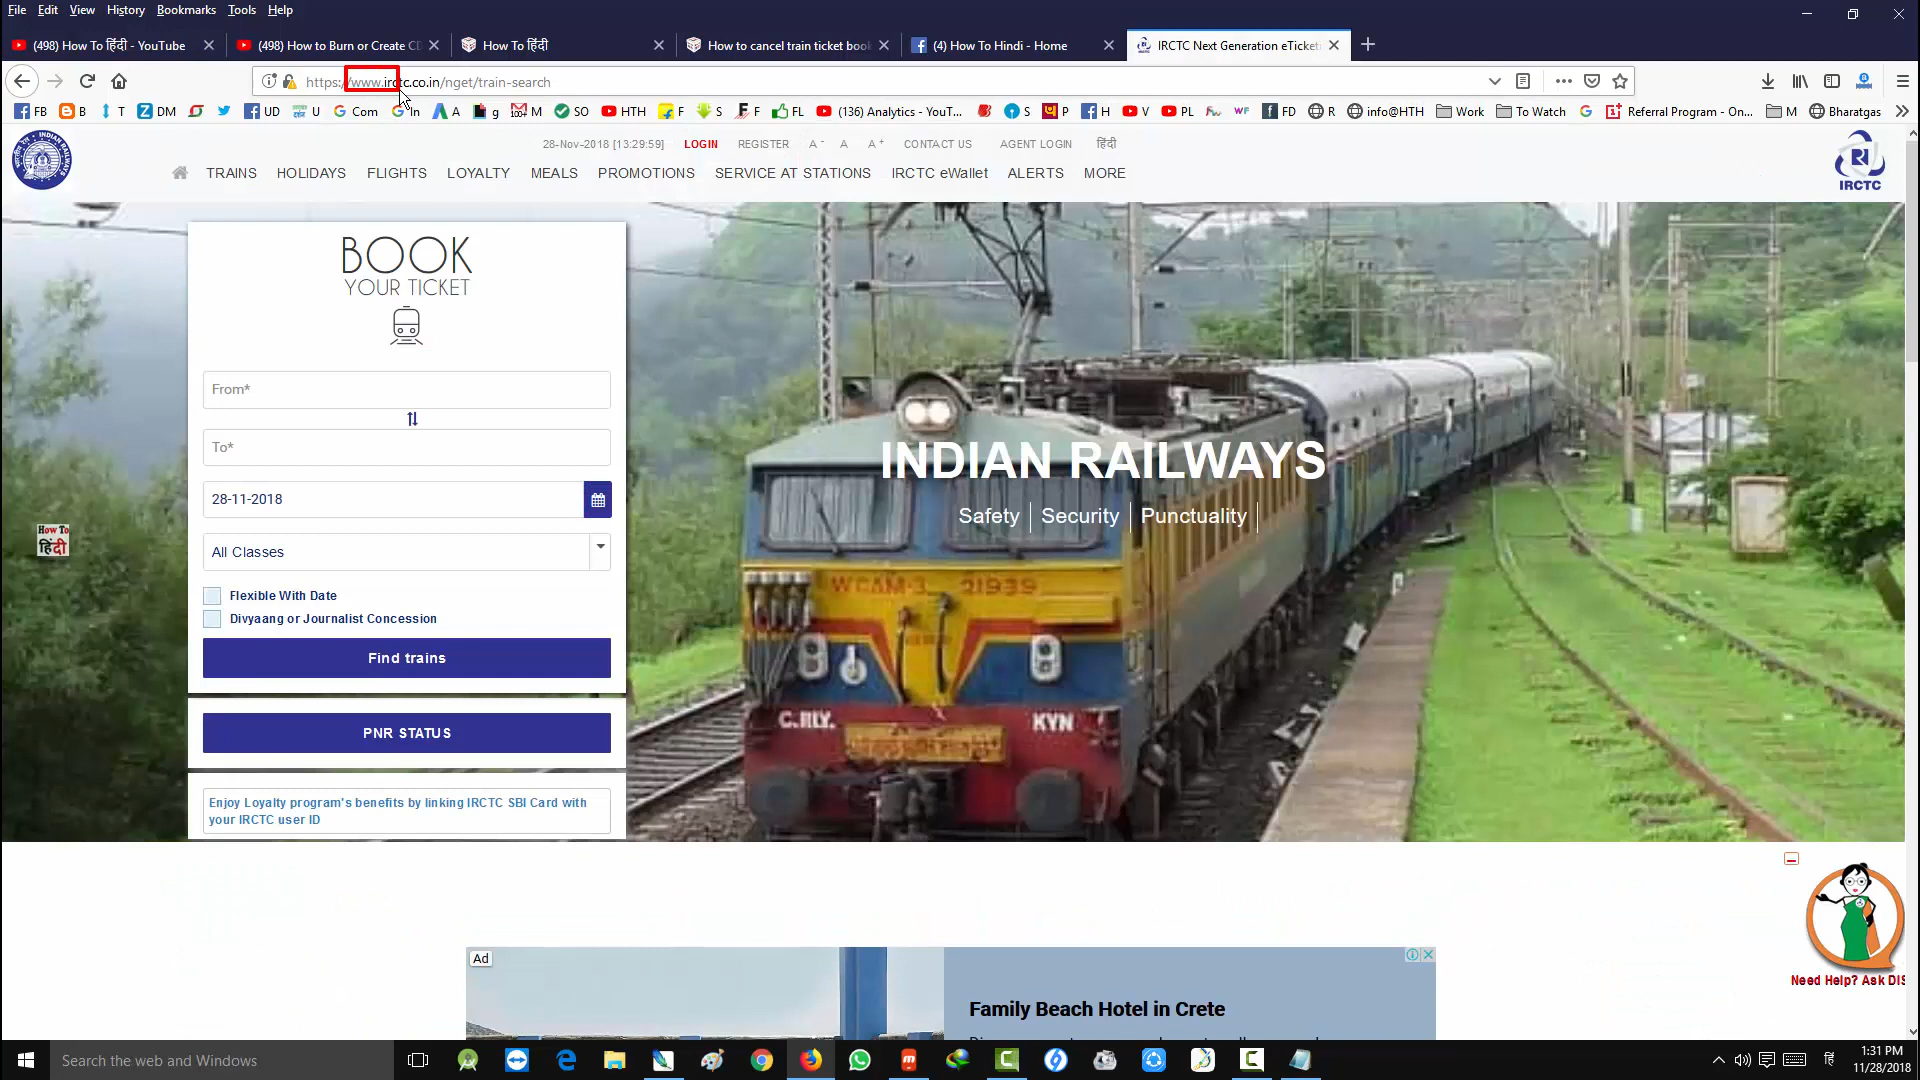 File Edit View History Bookmarks Tools Help
(498) How To हिंदी - YouTube
(498) How to Burn or Create CD
How To हिंदी
How to cancel train ticket book
(4) How To Hindi - Home
IRCTC Next Generation eTicket
https://www.irctc.co.in/nget/train-search
FB B T DM UD U Com In A g M SO HTH F S F FL (136) Analytics - YouT... S P H V PL FD R info@HTH Work To Watch Referral Program - On... M Bharatgas
28-Nov-2018 [13:29:59] LOGIN REGISTER A- A A+ CONTACT US AGENT LOGIN हिंदी
TRAINS HOLIDAYS FLIGHTS LOYALTY MEALS PROMOTIONS SERVICE AT STATIONS IRCTC eWallet ALERTS MORE
IRCTC
BOOK
YOUR TICKET
From*
To*
28-11-2018
All Classes
Flexible With Date
Divyaang or Journalist Concession
Find trains
PNR STATUS
Enjoy Loyalty program's benefits by linking IRCTC SBI Card with
your IRCTC user ID
How To
हिंदी
INDIAN RAILWAYS
Safety | Security | Punctuality |
WCAM-3 21939
C.RLY. KYN
Need Help? Ask DIS
Ad
Family Beach Hotel in Crete
Search the web and Windows
हिं
1:31 PM
11/28/2018